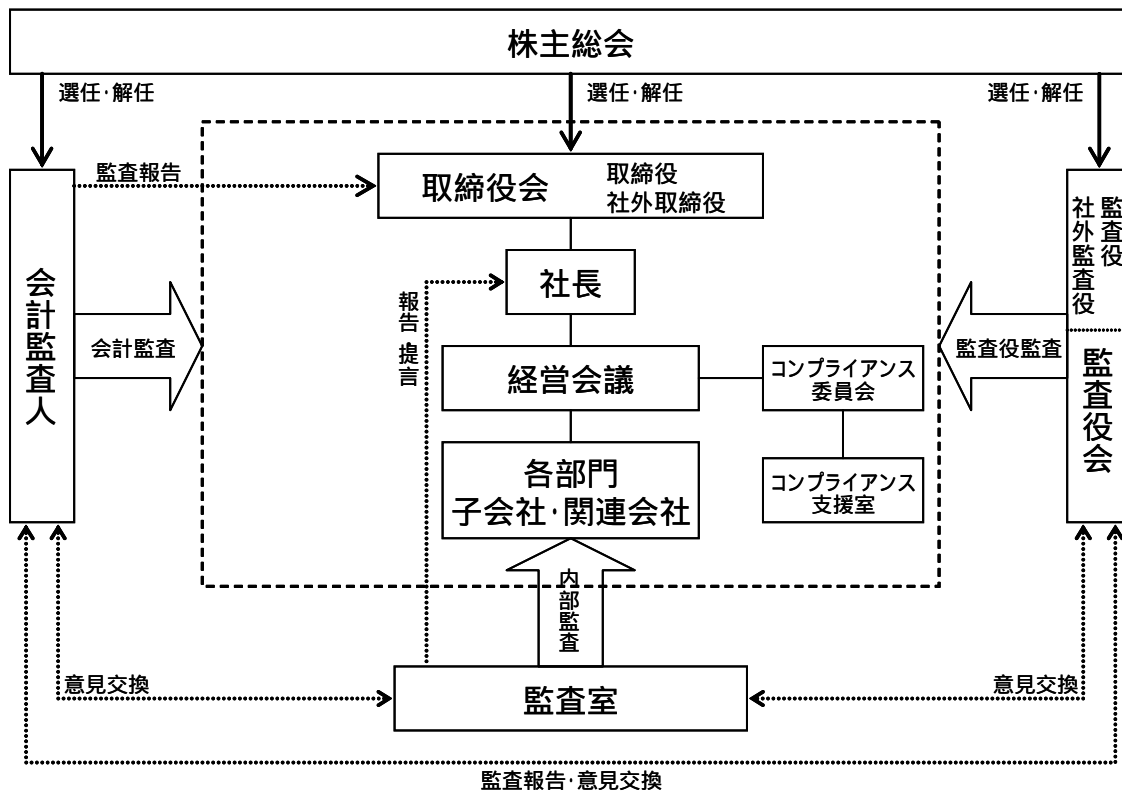 株主総会
選任・解任
選任・解任
選任・解任
監査報告
取締役会
取締役
社外取締役
監査役
社外監査役
社長
会計監査人
報告・提言
会計監査
監査役監査
経営会議
コンプライアンス
委員会
監査役会
各部門
子会社・関連会社
コンプライアンス
支援室
内部監査
意見交換
監査室
意見交換
監査報告・意見交換